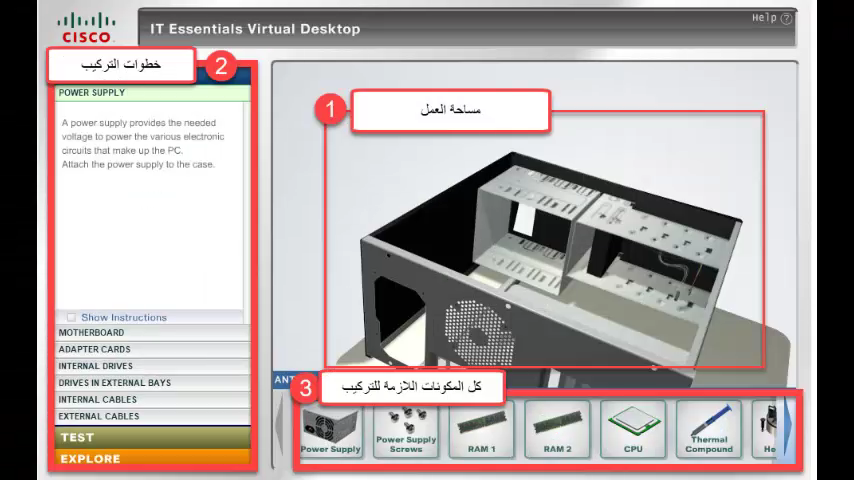 CISCO
IT Essentials Virtual Desktop
Help ?
خطوات التركيب
2
POWER SUPPLY
A power supply provides the needed
voltage to power the various electronic
circuits that make up the PC.
Attach the power supply to the case.
Show Instructions
MOTHERBOARD
ADAPTER CARDS
INTERNAL DRIVES
DRIVES IN EXTERNAL BAYS
INTERNAL CABLES
EXTERNAL CABLES
TEST
EXPLORE
1
مساحة العمل
3
كل المكونات اللازمة للتركيب
Power Supply
Power Supply
Screws
RAM 1
RAM 2
CPU
Thermal
Compound